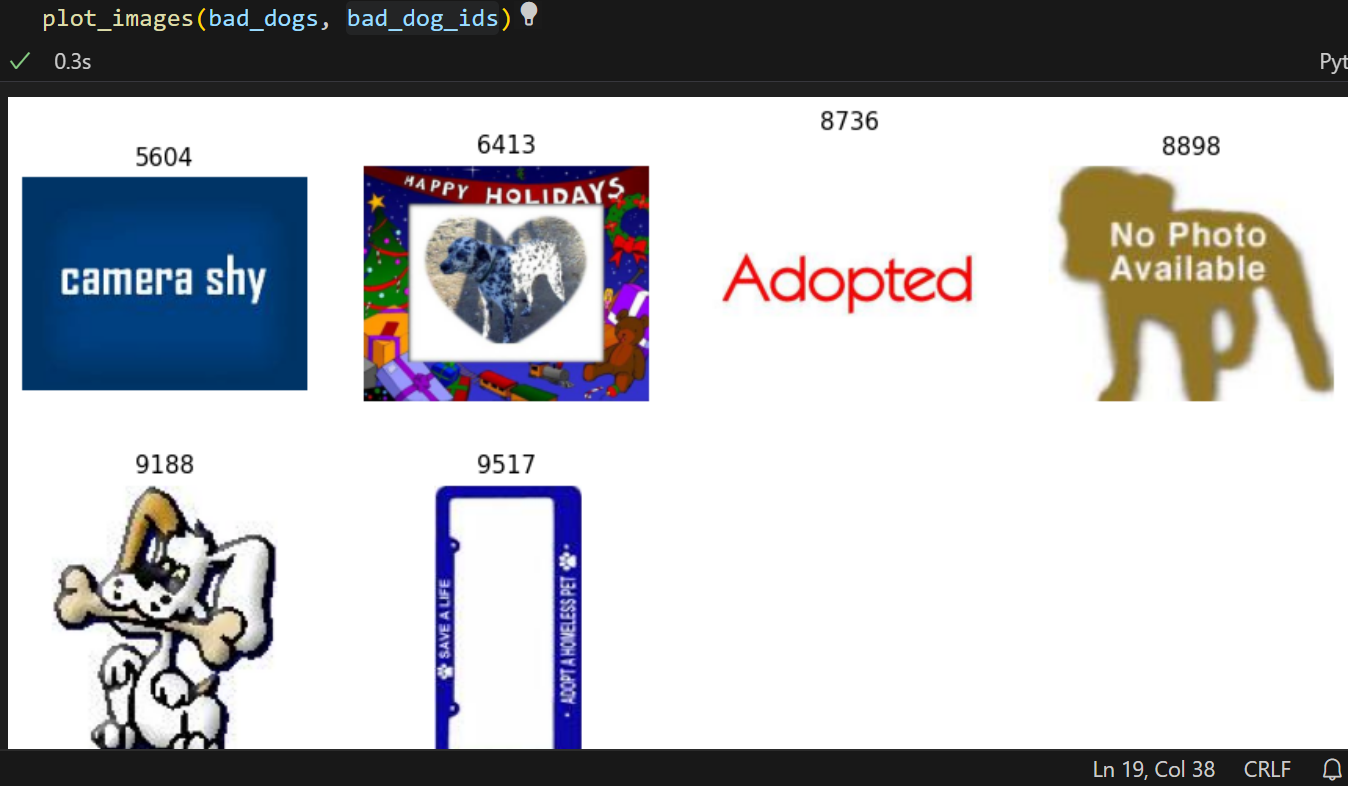 plot_images(bad_dogs, bad_dog_ids)
0.3s
Pyt
5604
6413
8736
8898
camera shy
HAPPY HOLIDAYS
Adopted
No Photo
Available
9188
9517
SAVE A LIFE
• ADOPT A HOMELESS PET •
Ln 19, Col 38
CRLF